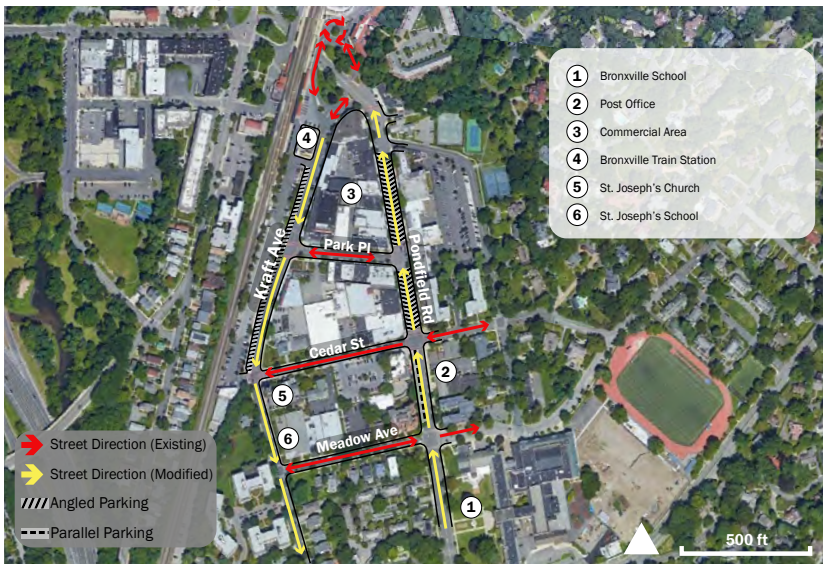 1 Bronxville School
2 Post Office
3 Commercial Area
4 Bronxville Train Station
5 St. Joseph's Church
6 St. Joseph's School
4
3
Park Pl
Kraft Ave
Pondfield Rd
Cedar St
2
5
6
Meadow Ave
1
Street Direction (Existing)
Street Direction (Modified)
Angled Parking
Parallel Parking
500 ft